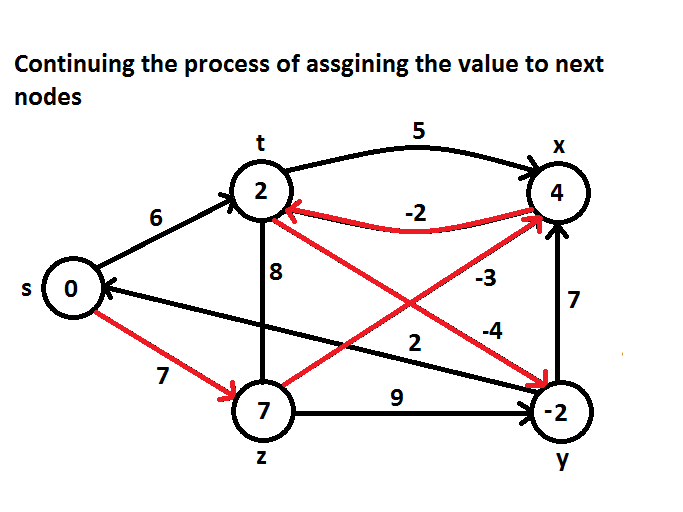 Continuing the process of assgining the value to next
nodes
5
t
x
2
4
6
-2
8
-3
s
0
7
-4
2
7
9
7
-2
z
y